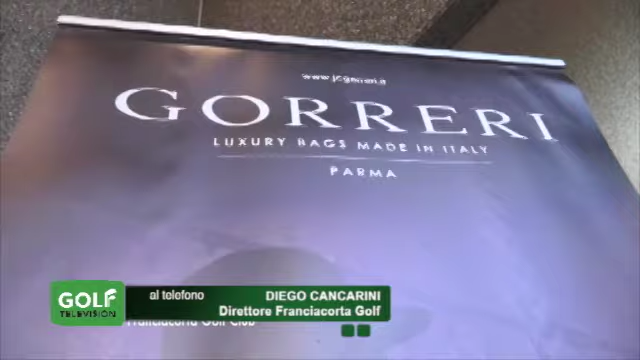 GORRERI
LUXURY BAGS MADE IN ITALY
PARMA
GOLF
TELEVISION
al telefono
DIEGO CANCARINI
Direttore Franciacorta Golf
Franciacorta Golf Club